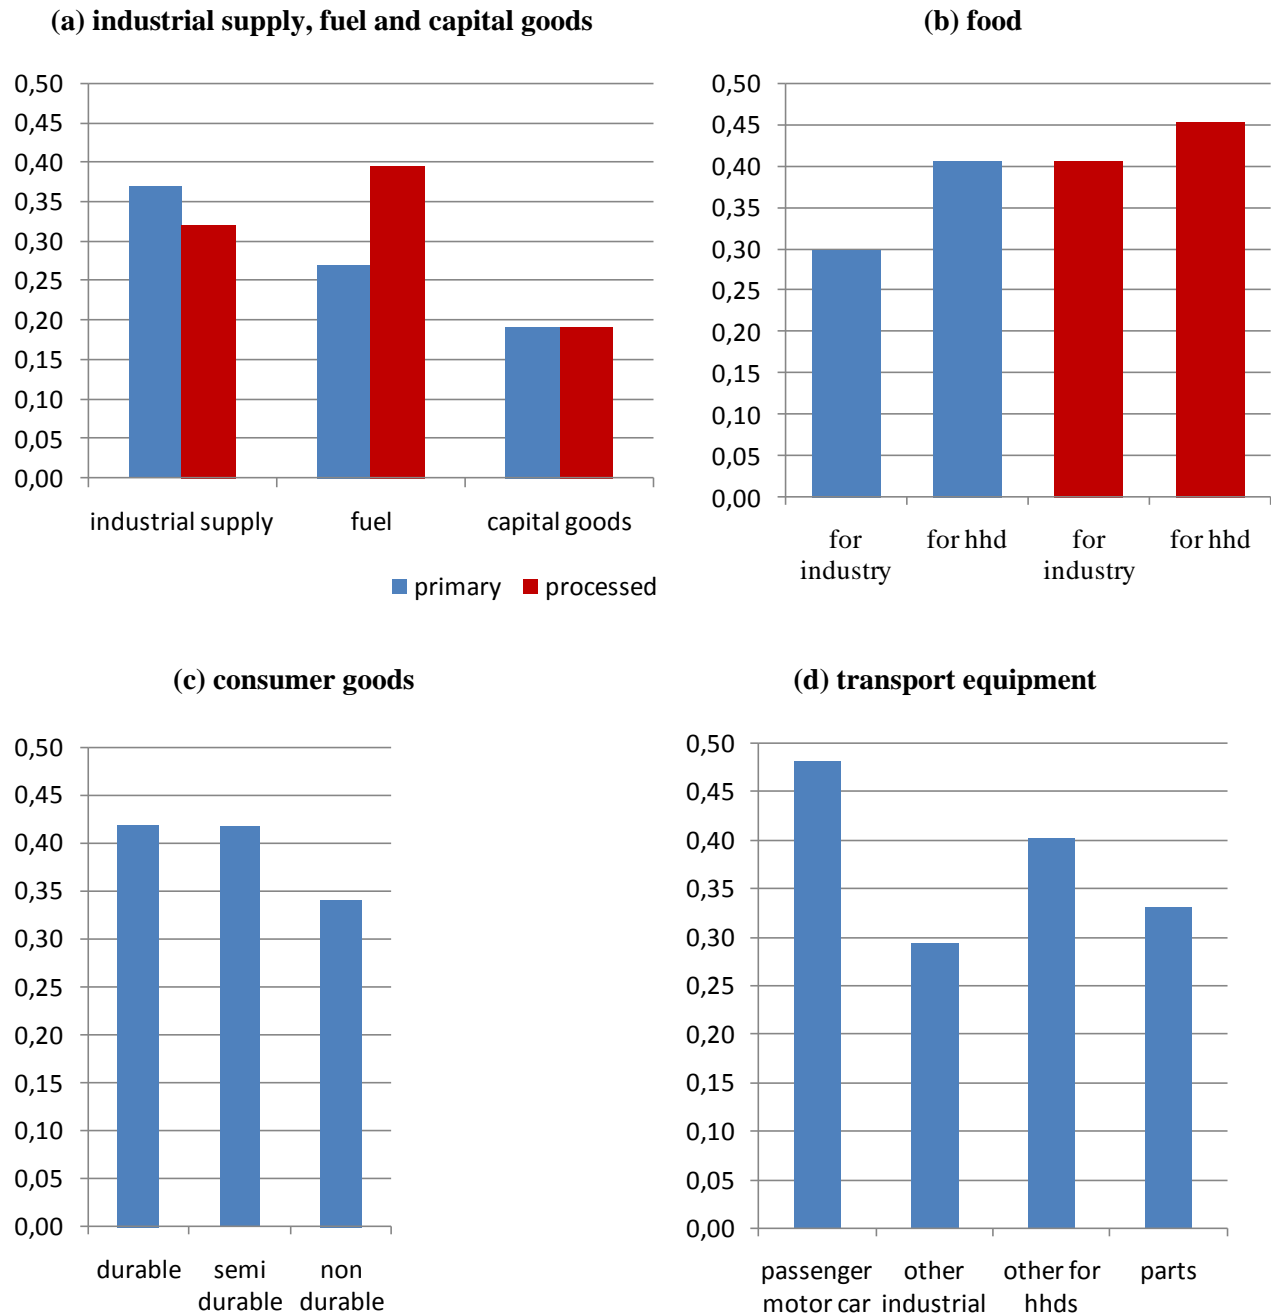 (a) industrial supply, fuel and capital goods
0,50
0,45
0,40
0,35
0,30
0,25
0,20
0,15
0,10
0,05
0,00
industrial supply
fuel
capital goods
primary
processed
(b) food
0,50
0,45
0,40
0,35
0,30
0,25
0,20
0,15
0,10
0,05
0,00
for
industry
for hhd
for
industry
for hhd
(c) consumer goods
0,50
0,45
0,40
0,35
0,30
0,25
0,20
0,15
0,10
0,05
0,00
durable
semi
durable
non
durable
(d) transport equipment
0,50
0,45
0,40
0,35
0,30
0,25
0,20
0,15
0,10
0,05
0,00
passenger
motor car
other
industrial
other for
hhds
parts